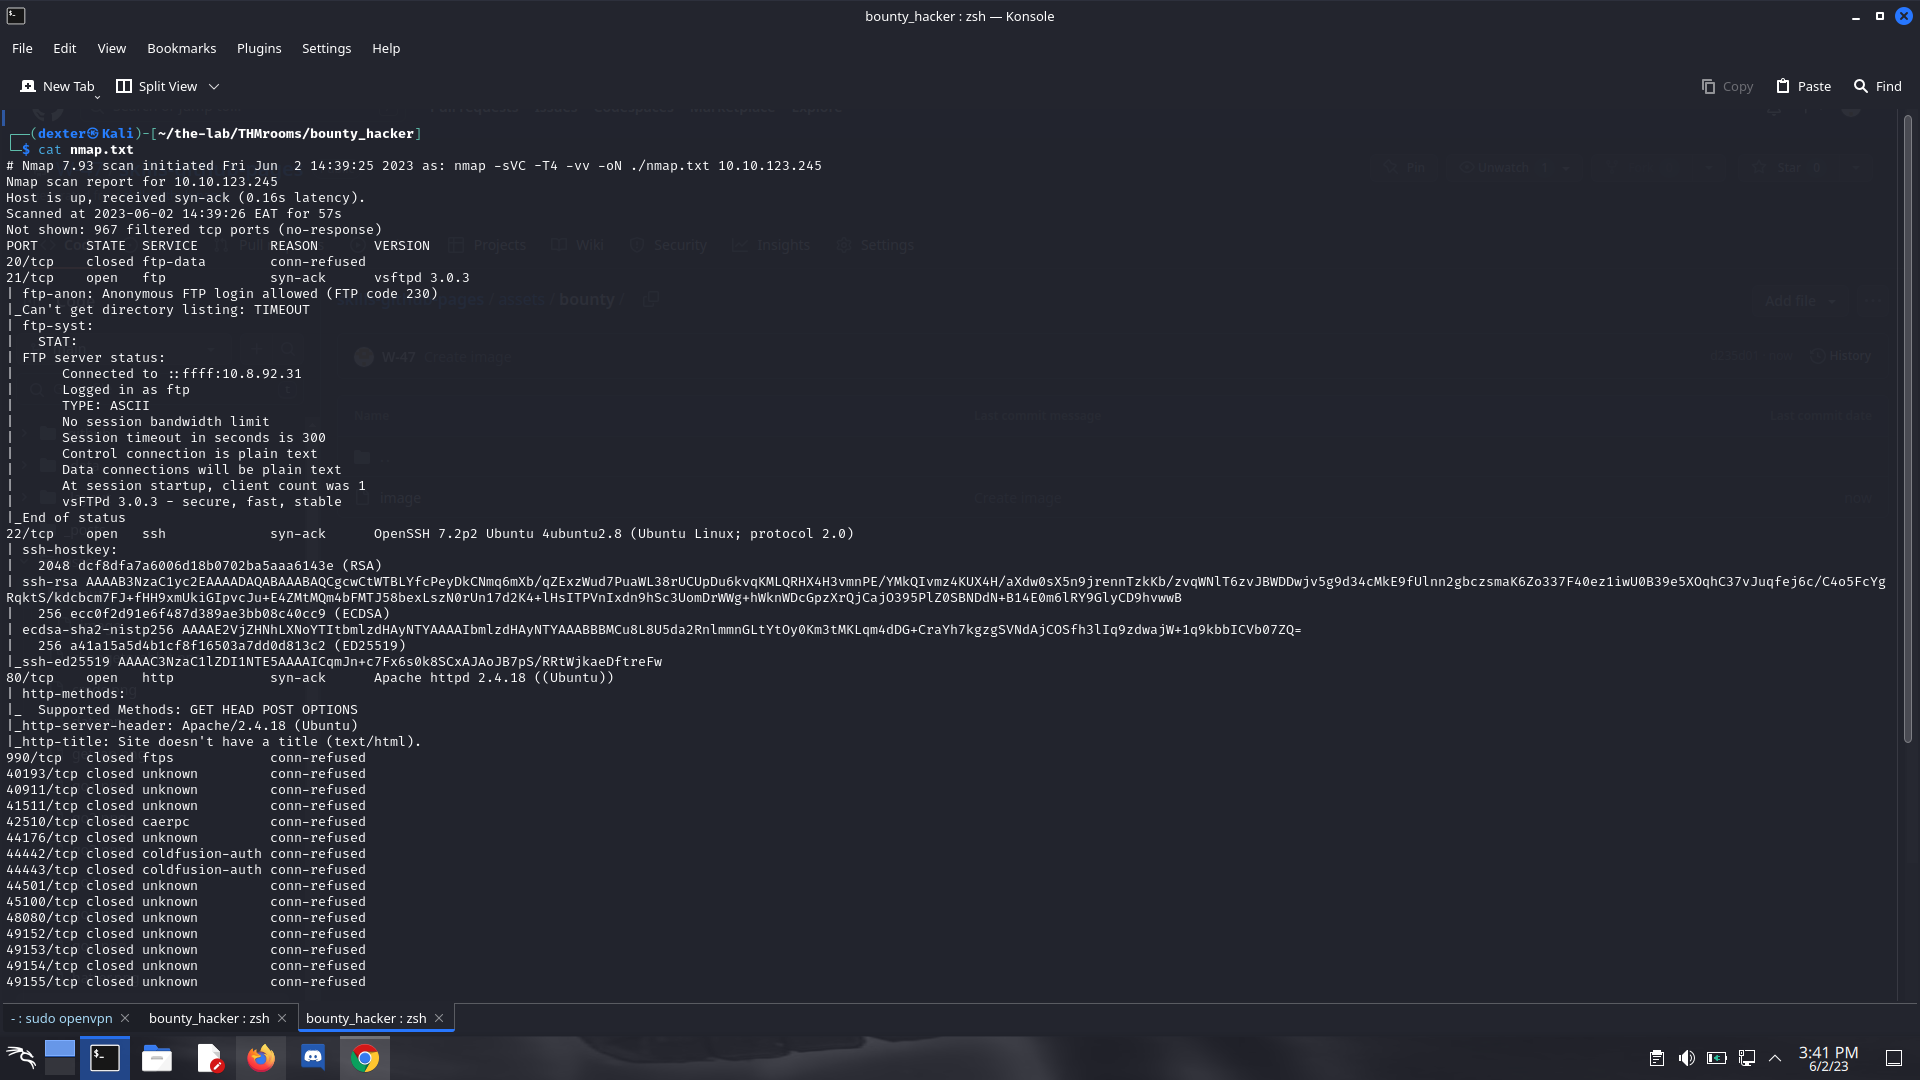 bounty_hacker : zsh — Konsole
File Edit View Bookmarks Plugins Settings Help
New Tab Split View Copy Paste Find
┌──(dexter㉿Kali)-[~/the-lab/THMrooms/bounty_hacker]
└─$ cat nmap.txt
# Nmap 7.93 scan initiated Fri Jun  2 14:39:25 2023 as: nmap -sVC -T4 -vv -oN ./nmap.txt 10.10.123.245
Nmap scan report for 10.10.123.245
Host is up, received syn-ack (0.16s latency).
Scanned at 2023-06-02 14:39:26 EAT for 57s
Not shown: 967 filtered tcp ports (no-response)
PORT      STATE  SERVICE         REASON       VERSION
20/tcp    closed ftp-data        conn-refused
21/tcp    open   ftp             syn-ack      vsftpd 3.0.3
| ftp-anon: Anonymous FTP login allowed (FTP code 230)
|_Can't get directory listing: TIMEOUT
| ftp-syst:
|   STAT:
| FTP server status:
|      Connected to ::ffff:10.8.92.31
|      Logged in as ftp
|      TYPE: ASCII
|      No session bandwidth limit
|      Session timeout in seconds is 300
|      Control connection is plain text
|      Data connections will be plain text
|      At session startup, client count was 1
|      vsFTPd 3.0.3 - secure, fast, stable
|_End of status
22/tcp    open   ssh             syn-ack      OpenSSH 7.2p2 Ubuntu 4ubuntu2.8 (Ubuntu Linux; protocol 2.0)
| ssh-hostkey:
|   2048 dcf8dfa7a6006d18b0702ba5aaa6143e (RSA)
| ssh-rsa AAAAB3NzaC1yc2EAAAADAQABAAABAQCgcwCtWTBLYfcPeyDkCNmq6mXb/qZExzWud7PuaWL38rUCUpDu6kvqKMLQRHX4H3vmnPE/YMkQIvmz4KUX4H/aXdw0sX5n9jrennTzkKb/zvqWNlT6zvJBWDDwjv5g9d34cMkE9fUlnn2gbczsmaK6Zo337F40ez1iwU0B39e5XOqhC37vJuqfej6c/C4o5FcYg
RqktS/kdcbcm7FJ+fHH9xmUkiGIpvcJu+E4ZMtMQm4bFMTJ58bexLszN0rUn17d2K4+lHsITPVnIxdn9hSc3UomDrWWg+hWknWDcGpzXrQjCajO395PlZ0SBNDdN+B14E0m6lRY9GlyCD9hvwwB
|   256 ecc0f2d91e6f487d389ae3bb08c40cc9 (ECDSA)
| ecdsa-sha2-nistp256 AAAAE2VjZHNhLXNoYTItbmlzdHAyNTYAAAAIbmlzdHAyNTYAAABBBMCu8L8U5da2RnlmmnGLtYtOy0Km3tMKLqm4dDG+CraYh7kgzgSVNdAjCOSfh3lIq9zdwajW+1q9kbbICVb07ZQ=
|   256 a41a15a5d4b1cf8f16503a7dd0d813c2 (ED25519)
|_ssh-ed25519 AAAAC3NzaC1lZDI1NTE5AAAAICqmJn+c7Fx6s0k8SCxAJAoJB7pS/RRtWjkaeDftreFw
80/tcp    open   http            syn-ack      Apache httpd 2.4.18 ((Ubuntu))
| http-methods:
|_  Supported Methods: GET HEAD POST OPTIONS
|_http-server-header: Apache/2.4.18 (Ubuntu)
|_http-title: Site doesn't have a title (text/html).
990/tcp   closed ftps            conn-refused
40193/tcp closed unknown         conn-refused
40911/tcp closed unknown         conn-refused
41511/tcp closed unknown         conn-refused
42510/tcp closed caerpc          conn-refused
44176/tcp closed unknown         conn-refused
44442/tcp closed coldfusion-auth conn-refused
44443/tcp closed coldfusion-auth conn-refused
44501/tcp closed unknown         conn-refused
45100/tcp closed unknown         conn-refused
48080/tcp closed unknown         conn-refused
49152/tcp closed unknown         conn-refused
49153/tcp closed unknown         conn-refused
49154/tcp closed unknown         conn-refused
49155/tcp closed unknown         conn-refused
- : sudo openvpn bounty_hacker : zsh bounty_hacker : zsh
3:41 PM
6/2/23